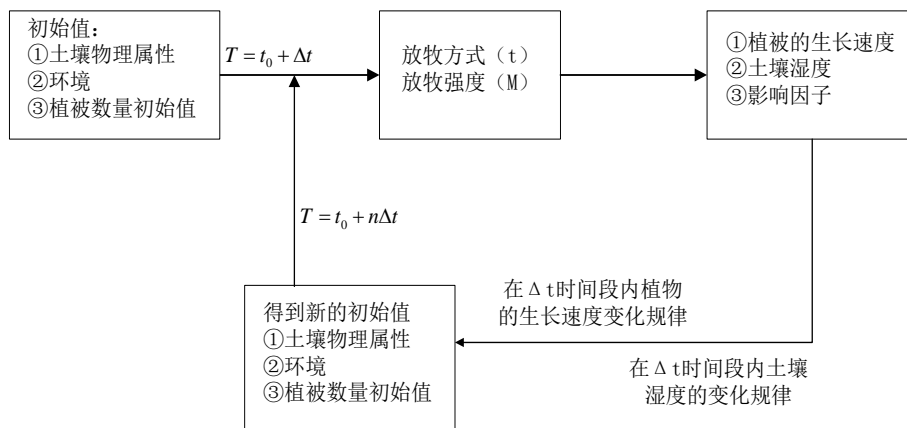 初始值：
①土壤物理属性
②环境
③植被数量初始值
T = t₀ + Δt
放牧方式（t）
放牧强度（M）
①植被的生长速度
②土壤湿度
③影响因子
T = t₀ + nΔt
在Δt时间段内植物
的生长速度变化规律
得到新的初始值
①土壤物理属性
②环境
③植被数量初始值
在Δt时间段内土壤
湿度的变化规律